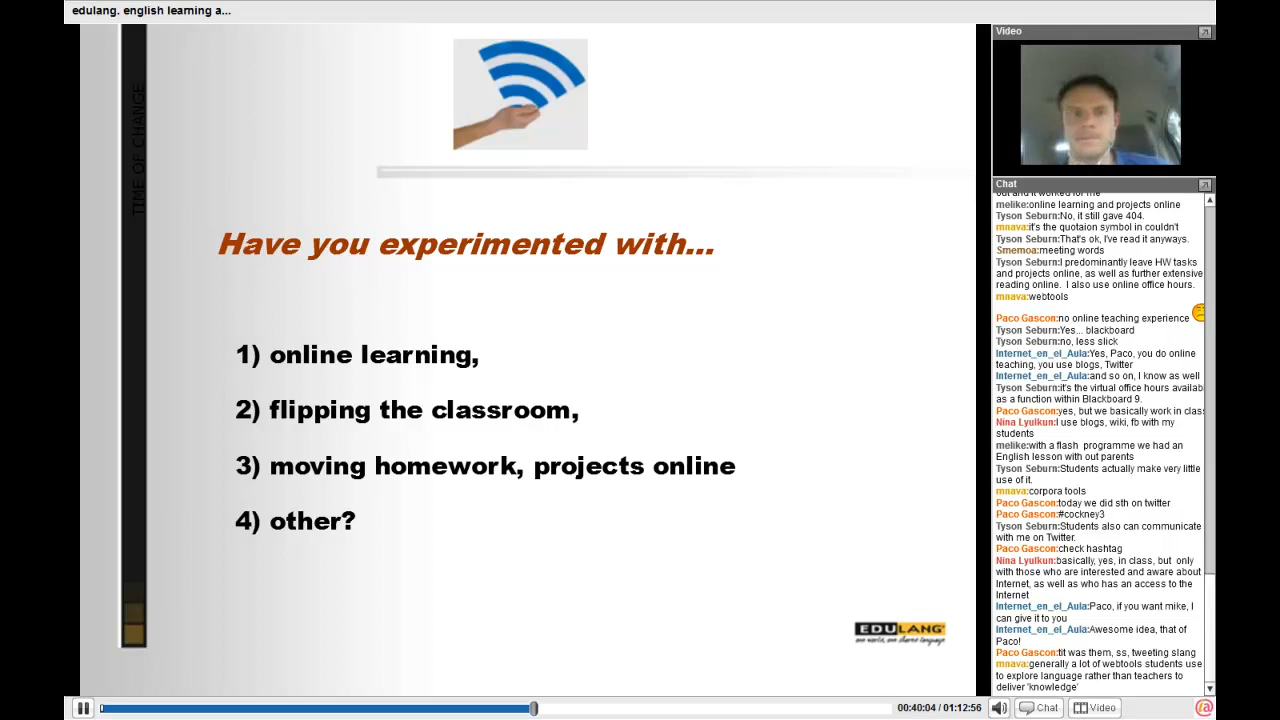 edulang. english learning a...
TIME OF CHANGE
Have you experimented with...
1) online learning,
2) flipping the classroom,
3) moving homework, projects online
4) other?
EDULANG
one world, one shared language
Video
Chat
out and it worked for me
melike:online learning and projects online
Tyson Seburn:No, it still gave 404.
mnava:it's the quotaion symbol in couldn't
Tyson Seburn:That's ok, I've read it anyways.
Smemoa:meeting words
Tyson Seburn:I predominantly leave HW tasks
and projects online, as well as further extensive
reading online.  I also use online office hours.
mnava:webtools
Paco Gascon:no online teaching experience
Tyson Seburn:Yes... blackboard
Tyson Seburn:no, less slick
Internet_en_el_Aula:Yes, Paco, you do online
teaching, you use blogs, Twitter
Internet_en_el_Aula:and so on, I know as well
Tyson Seburn:it's the virtual office hours availab
as a function within Blackboard 9.
Paco Gascon:yes, but we basically work in class
Nina Lyulkun:I use blogs, wiki, fb with my
students
melike:with a flash  programme we had an
English lesson with out parents
Tyson Seburn:Students actually make very little
use of it.
mnava:corpora tools
Paco Gascon:today we did sth on twitter
Paco Gascon:#cockney3
Tyson Seburn:Students also can communicate
with me on Twitter.
Paco Gascon:check hashtag
Nina Lyulkun:basically, yes, in class, but  only
with those who are interested and aware about
Internet, as well as who has an access to the
Internet
Internet_en_el_Aula:Paco, if you want mike, I
can give it to you
Internet_en_el_Aula:Awesome idea, that of
Paco!
Paco Gascon:tit was them, ss, tweeting slang
mnava:generally a lot of webtools students use
to explore language rather than teachers to
deliver 'knowledge'
00:40:04 / 01:12:56
Chat
Video